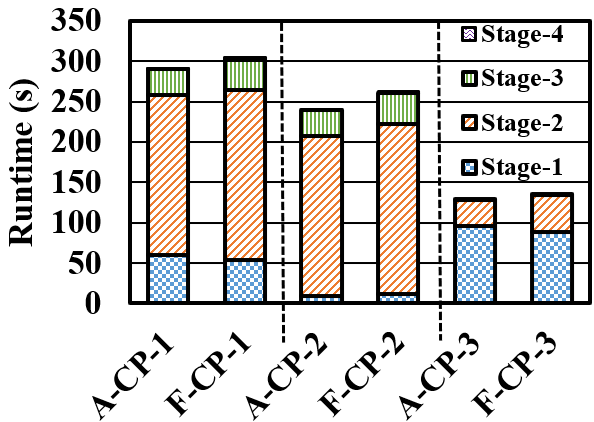 350
300
250
200
150
100
50
0
Runtime (s)
Stage-4
Stage-3
Stage-2
Stage-1
A-CP-1
F-CP-1
A-CP-2
F-CP-2
A-CP-3
F-CP-3